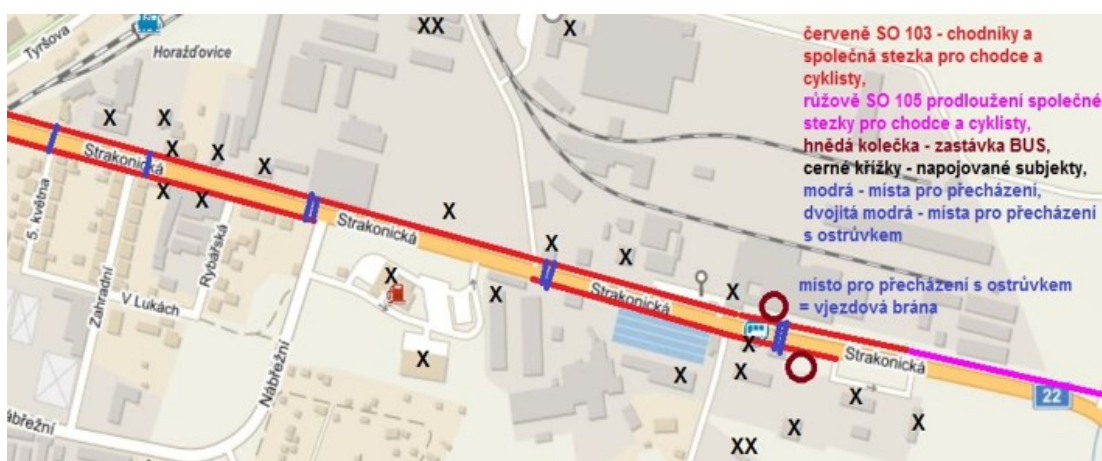 Tyršova
Horažďovice
XX
X
X
X
Strakonická
X
X
X
X
X
5. května
Zahradní
Rybářská
V Lukách
Nábřežní
Nábřežní
Strakonická
X
X
X
X
X
X
Strakonická
X
X
X
X
X
Strakonická
X
X
X
XX
22
červeně SO 103 - chodníky a
společná stezka pro chodce a
cyklisty,
růžově SO 105 prodloužení společné
stezky pro chodce a cyklisty,
hnědá kolečka - zastávka BUS,
cerné křížky - napojované subjekty,
modrá - místa pro přecházení,
dvojitá modrá - místa pro přecházení
s ostrůvkem
místo pro přecházení s ostrůvkem
= vjezdová brána